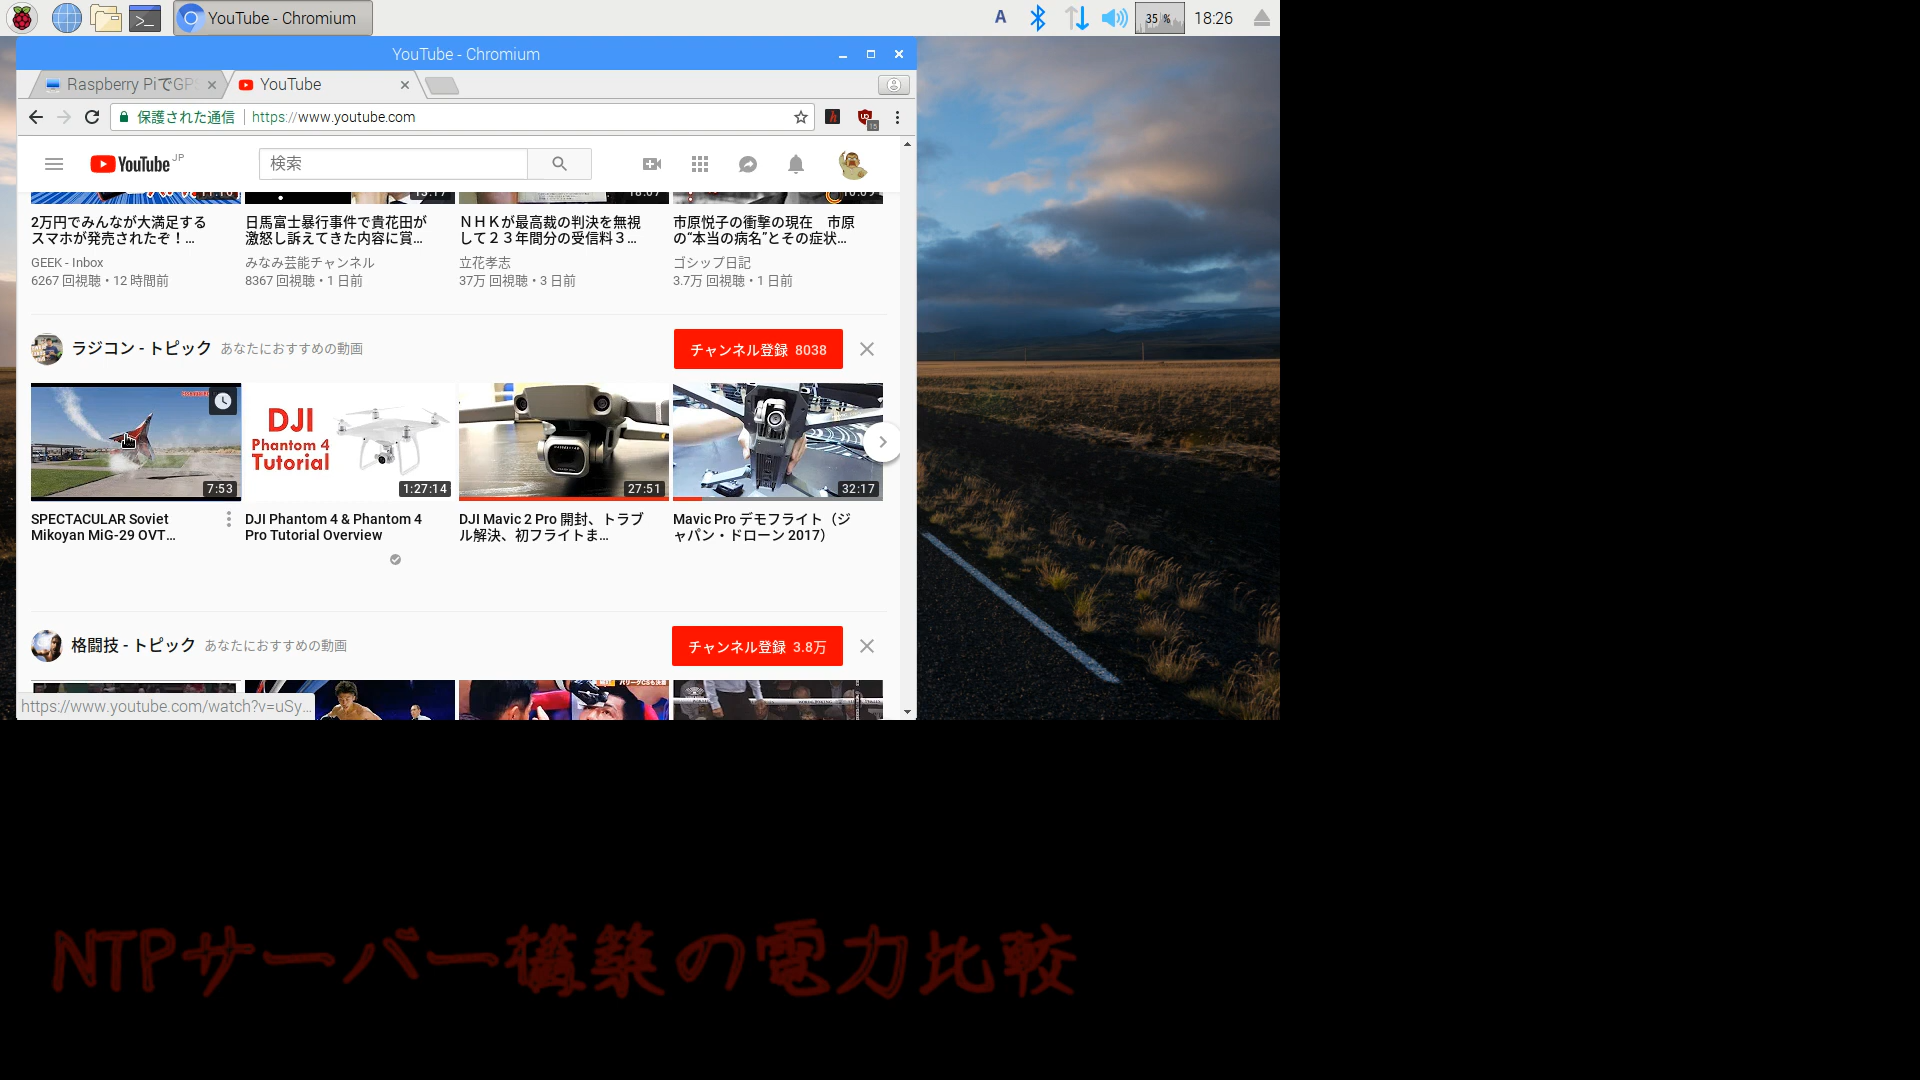 YouTube - Chromium
A
35 %
18:26
YouTube - Chromium
Raspberry PiでGP
YouTube
保護された通信 https://www.youtube.com
YouTube JP
検索
2万円でみんなが大満足する
スマホが発売されたぞ！...
GEEK - Inbox
6267 回視聴・12 時間前
日馬富士暴行事件で貴花田が
激怒し訴えてきた内容に賞...
みなみ芸能チャンネル
8367 回視聴・1 日前
ＮＨＫが最高裁の判決を無視
して２３年間分の受信料３...
立花孝志
37万 回視聴・3 日前
市原悦子の衝撃の現在　市原
の“本当の病名”とその症状...
ゴシップ日記
3.7万 回視聴・1 日前
ラジコン - トピック あなたにおすすめの動画
チャンネル登録 8038
7:53
DJI
Phantom 4
Tutorial
1:27:14
27:51
32:17
SPECTACULAR Soviet
Mikoyan MiG-29 OVT...
DJI Phantom 4 & Phantom 4
Pro Tutorial Overview
DJI Mavic 2 Pro 開封、トラブ
ル解決、初フライトま...
Mavic Pro デモフライト（ジ
ャパン・ドローン 2017）
格闘技 - トピック あなたにおすすめの動画
チャンネル登録 3.8万
https://www.youtube.com/watch?v=uSy...
NTPサーバー構築の電力比較